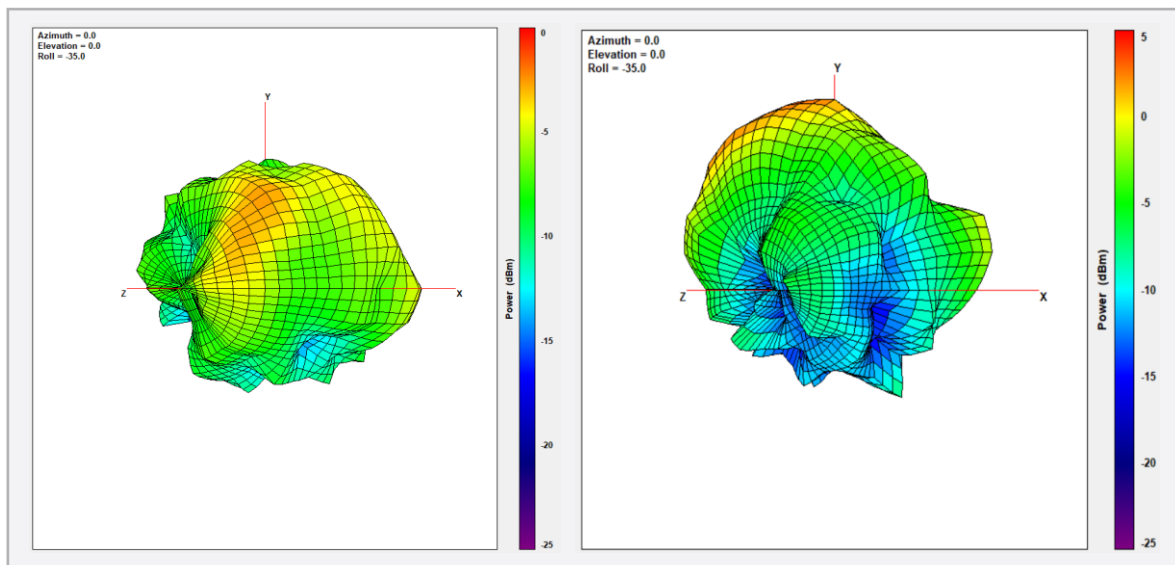 Azimuth = 0.0
Elevation = 0.0
Roll = -35.0
Y
Z
X
0
-5
-10
-15
-20
-25
Power (dBm)
Azimuth = 0.0
Elevation = 0.0
Roll = -35.0
Y
Z
X
5
0
-5
-10
-15
-20
-25
Power (dBm)